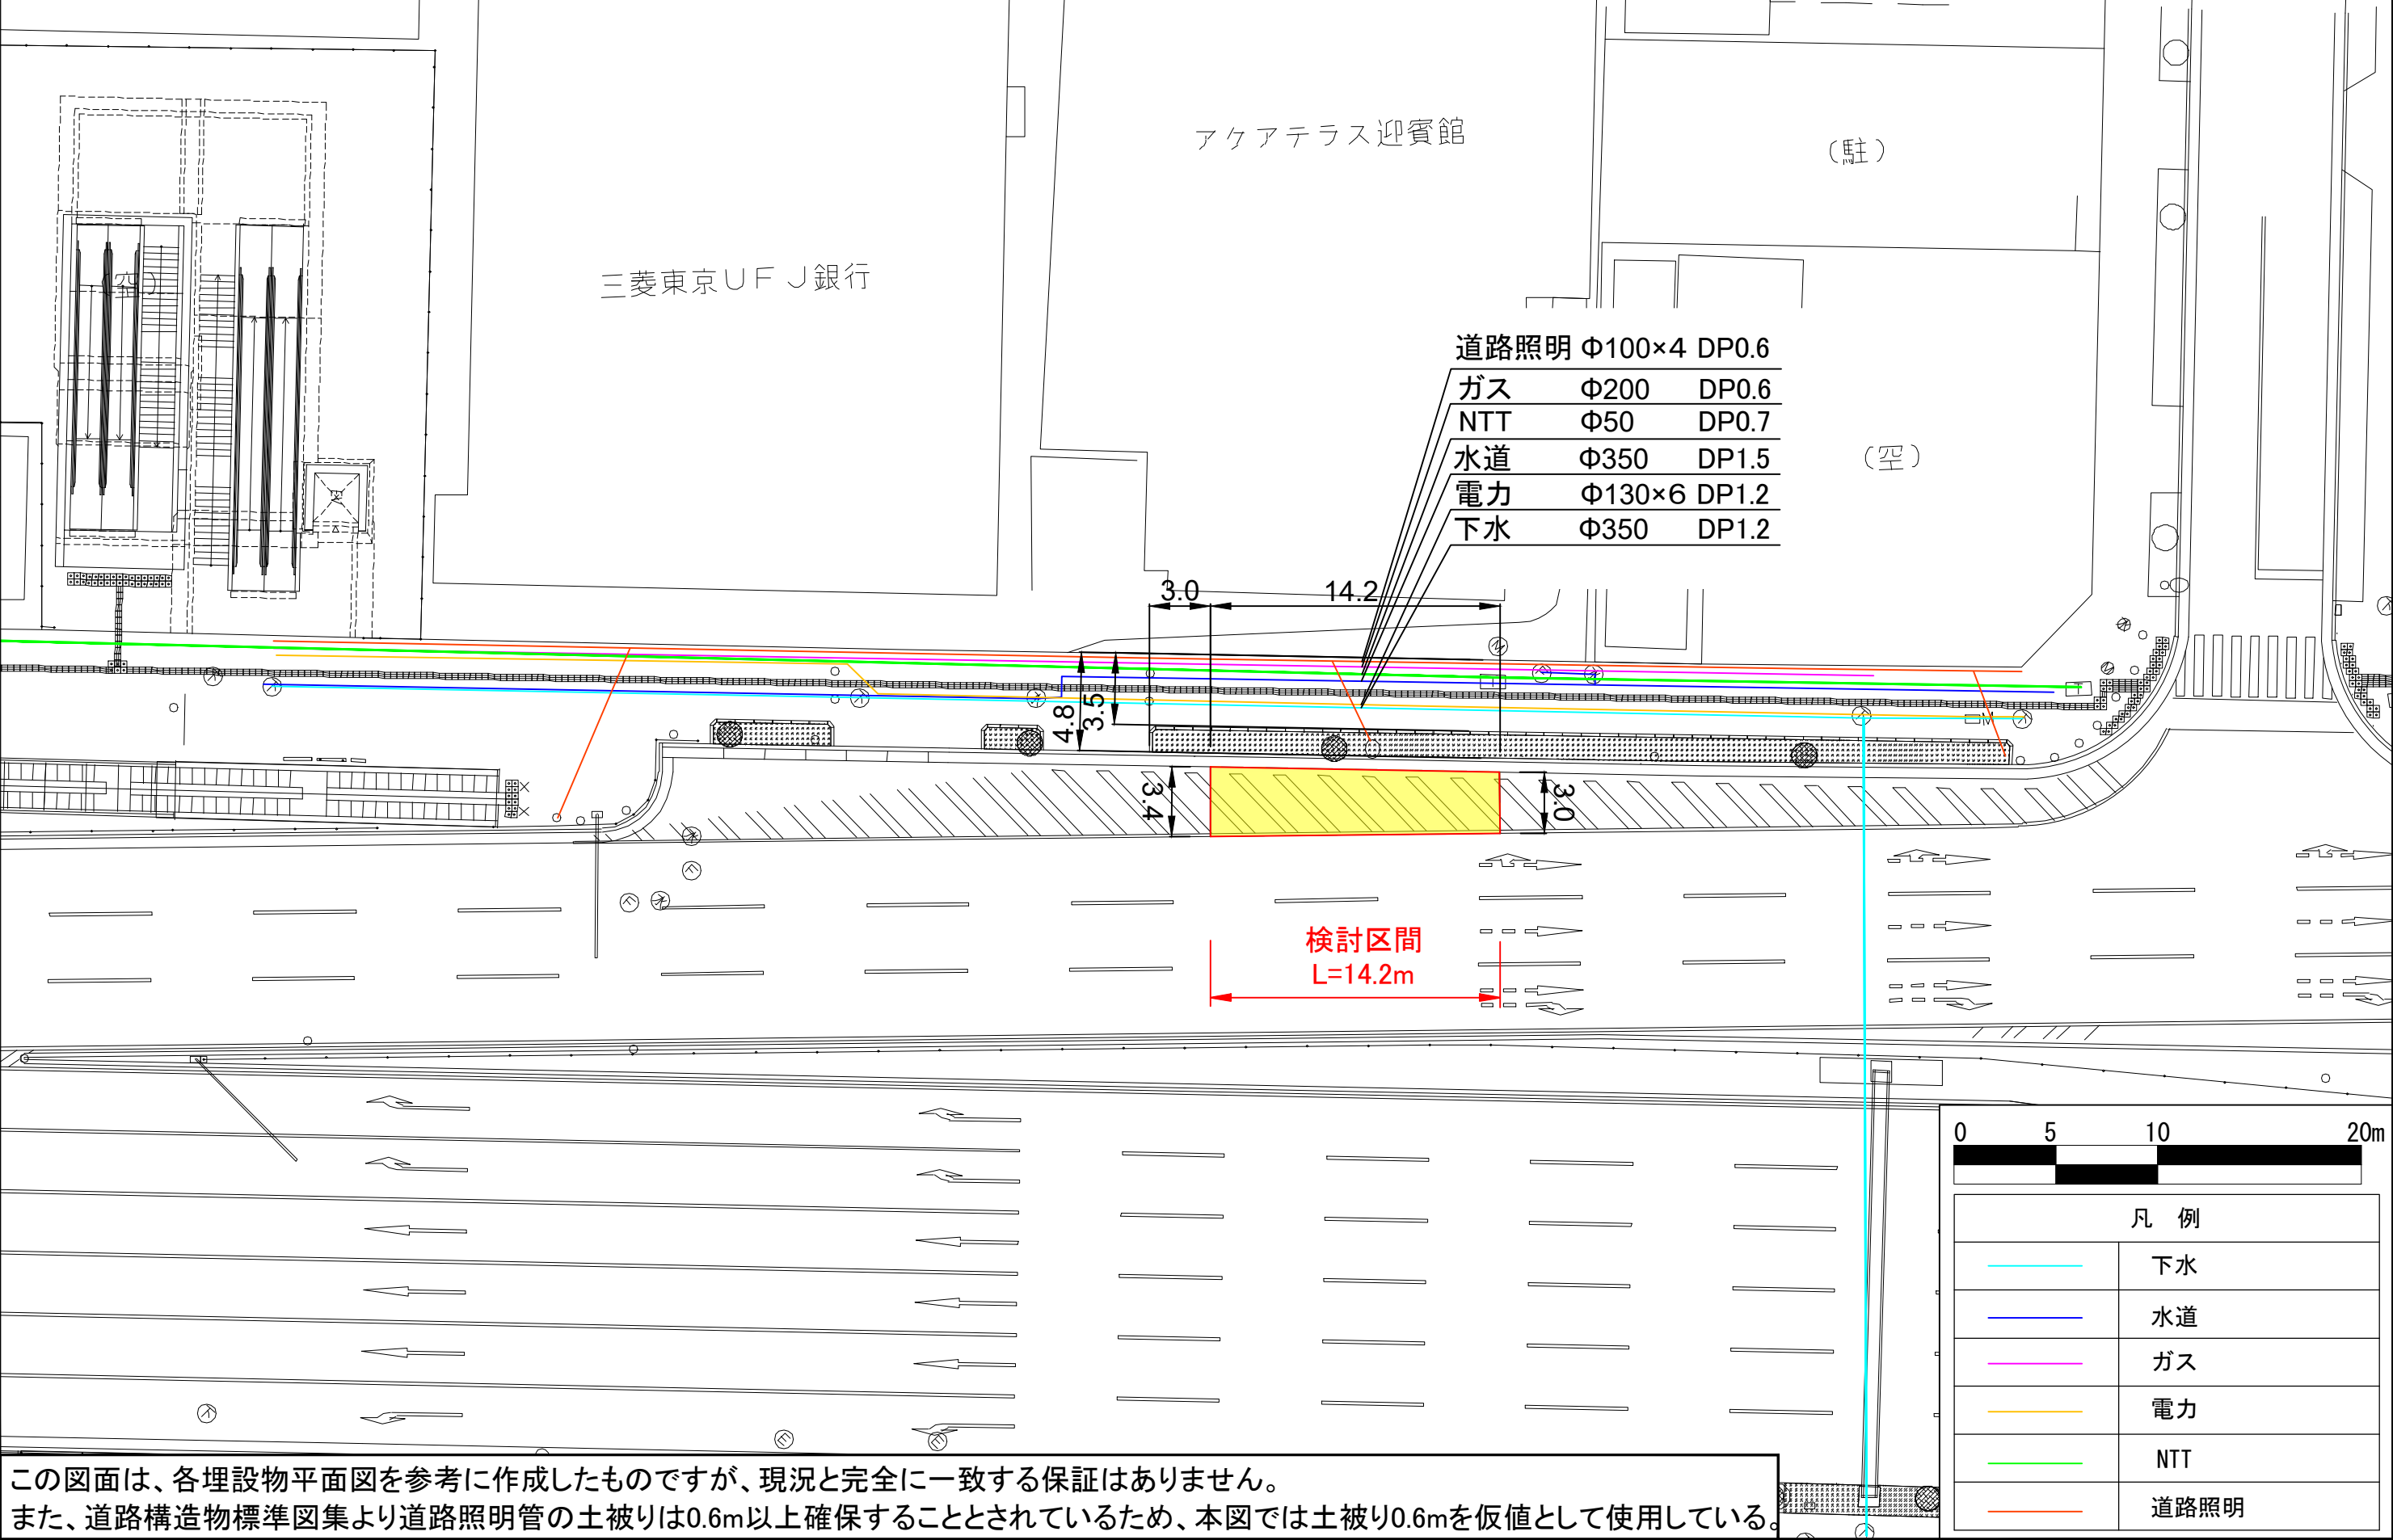 アケアテラス迎賓館
(駐)
(空)
三菱東京UFJ銀行
道路照明 Φ100×4 DP0.6
ガス Φ200 DP0.6
NTT Φ50 DP0.7
水道 Φ350 DP1.5
電力 Φ130×6 DP1.2
下水 Φ350 DP1.2
(空)
3.0
14.2
4.8
3.5
3.4
3.0
検討区間
L=14.2m
0 5 10 20m
凡 例
下水
水道
ガス
電力
NTT
道路照明
この図面は、各埋設物平面図を参考に作成したものですが、現況と完全に一致する保証はありません。
また、道路構造物標準図集より道路照明管の土被りは0.6m以上確保することとされているため、本図では土被り0.6mを仮値として使用している。